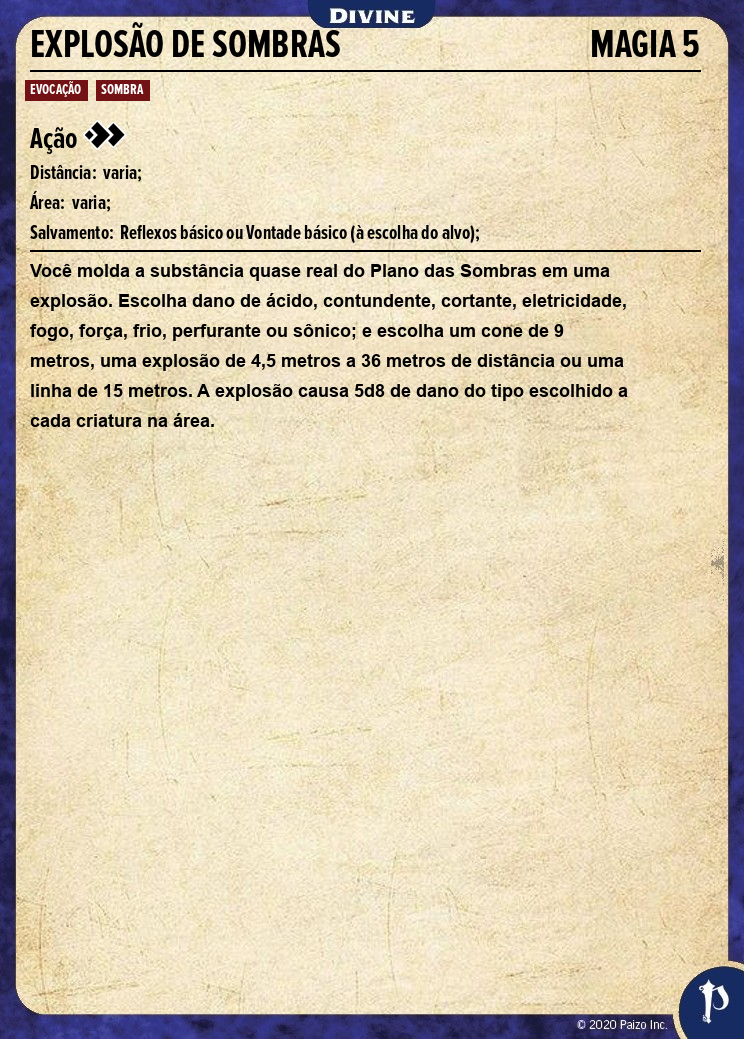 DIVINE
EXPLOSÃO DE SOMBRAS MAGIA 5
EVOCAÇÃO SOMBRA
Ação
Distância: varia;
Área: varia;
Salvamento: Reflexos básico ou Vontade básico (à escolha do alvo);
Você molda a substância quase real do Plano das Sombras em uma
explosão. Escolha dano de ácido, contundente, cortante, eletricidade,
fogo, força, frio, perfurante ou sônico; e escolha um cone de 9
metros, uma explosão de 4,5 metros a 36 metros de distância ou uma
linha de 15 metros. A explosão causa 5d8 de dano do tipo escolhido a
cada criatura na área.
© 2020 Paizo Inc.
P